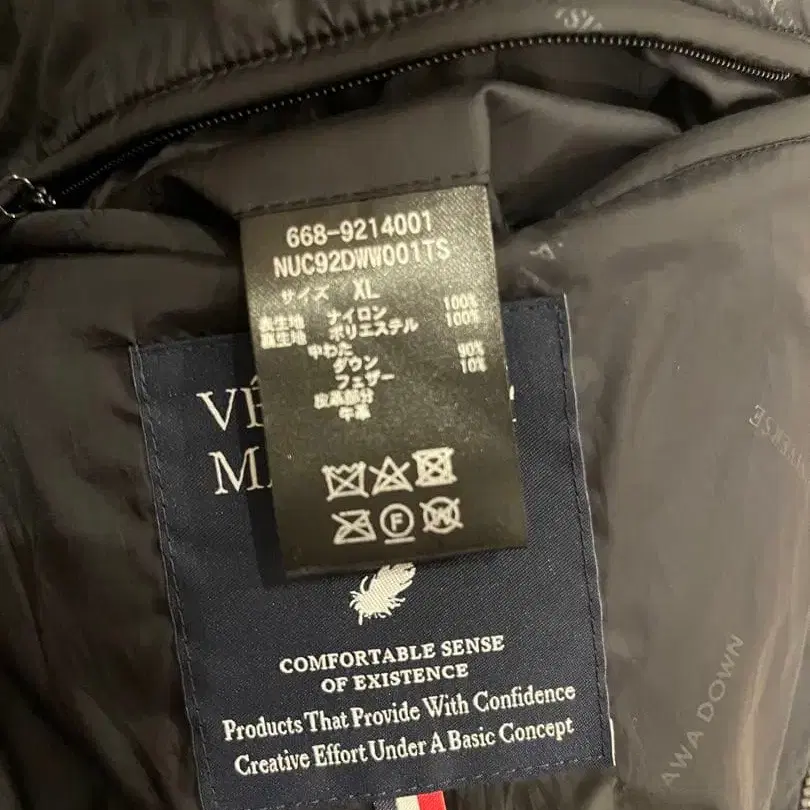 668-9214001
NUC92DWW001TS
サイズ XL
表生地 ナイロン 100%
裏生地 ポリエステル 100%
中わた
ダウン 90%
フェザー 10%
皮革部分
牛革
F
W
VÊ
M
COMFORTABLE SENSE
OF EXISTENCE
Products That Provide With Confidence
Creative Effort Under A Basic Concept
AWA DOWN